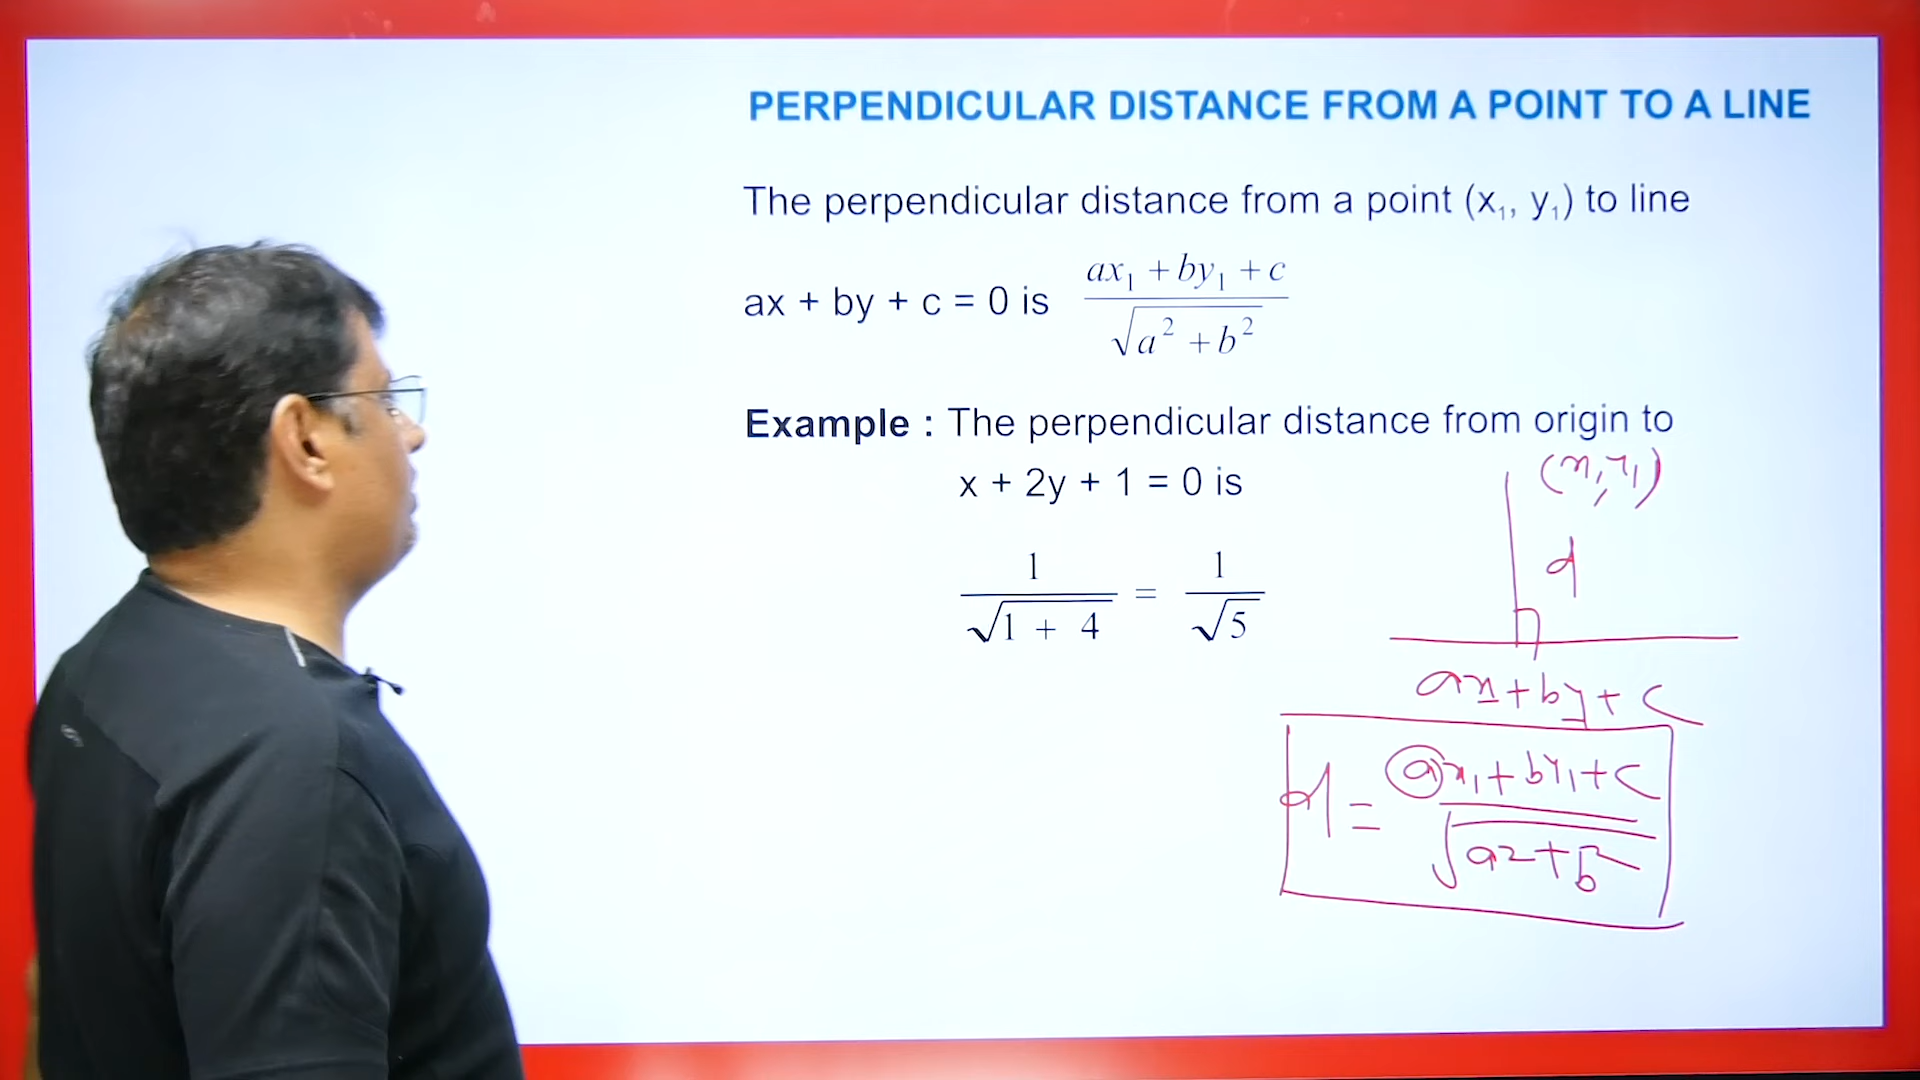 PERPENDICULAR DISTANCE FROM A POINT TO A LINE
The perpendicular distance from a point (x₁, y₁) to line
ax + by + c = 0 is (ax₁ + by₁ + c) / √(a² + b²)
Example : The perpendicular distance from origin to
x + 2y + 1 = 0 is
1 / √(1 + 4) = 1 / √5
(x₁, y₁)
d
ax + by + c
d = (ax₁ + by₁ + c) / √(a² + b²)